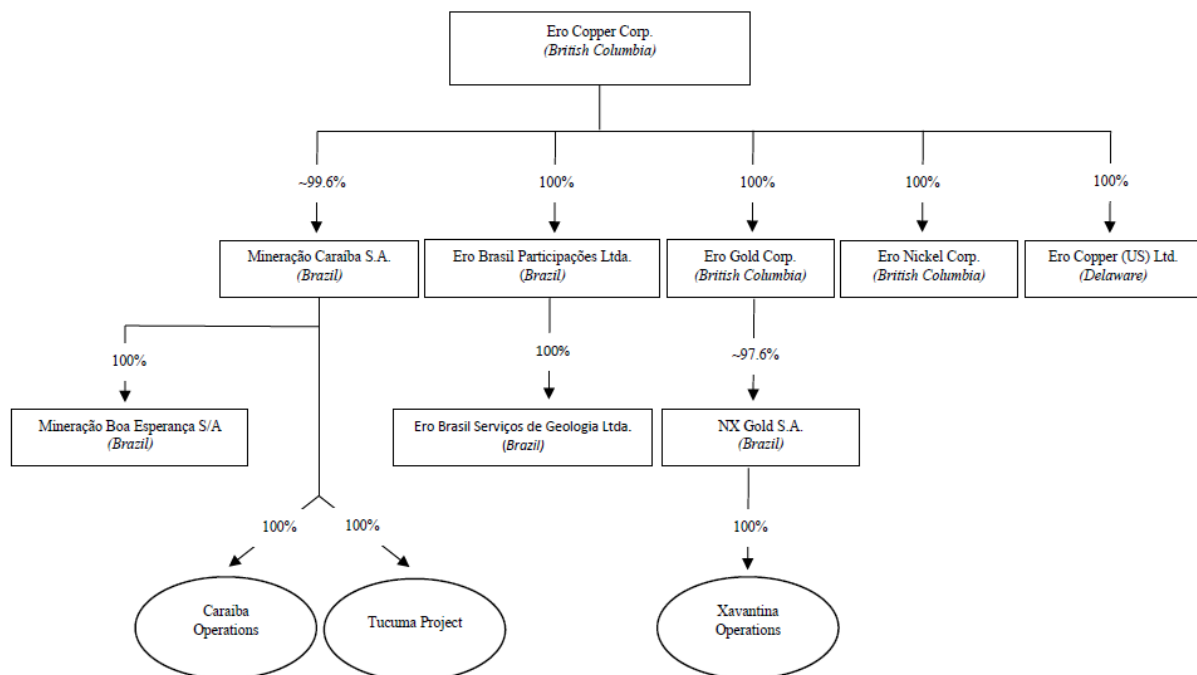 Ero Copper Corp.
(British Columbia)
~99.6%
100%
100%
100%
100%
Mineração Caraíba S.A.
(Brazil)
Ero Brasil Participações Ltda.
(Brazil)
Ero Gold Corp.
(British Columbia)
Ero Nickel Corp.
(British Columbia)
Ero Copper (US) Ltd.
(Delaware)
100%
100%
~97.6%
Mineração Boa Esperança S/A
(Brazil)
Ero Brasil Serviços de Geologia Ltda.
(Brazil)
NX Gold S.A.
(Brazil)
100%
100%
100%
Caraíba
Operations
Tucuma Project
Xavantina
Operations